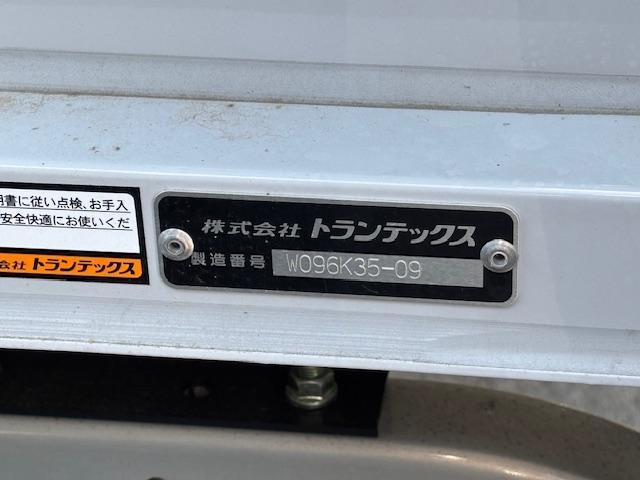 明書に従い点検、お手入
安全快適にお使いくだ
会社 トランテックス
株式会社 トランテックス
製造番号 W096K35-09